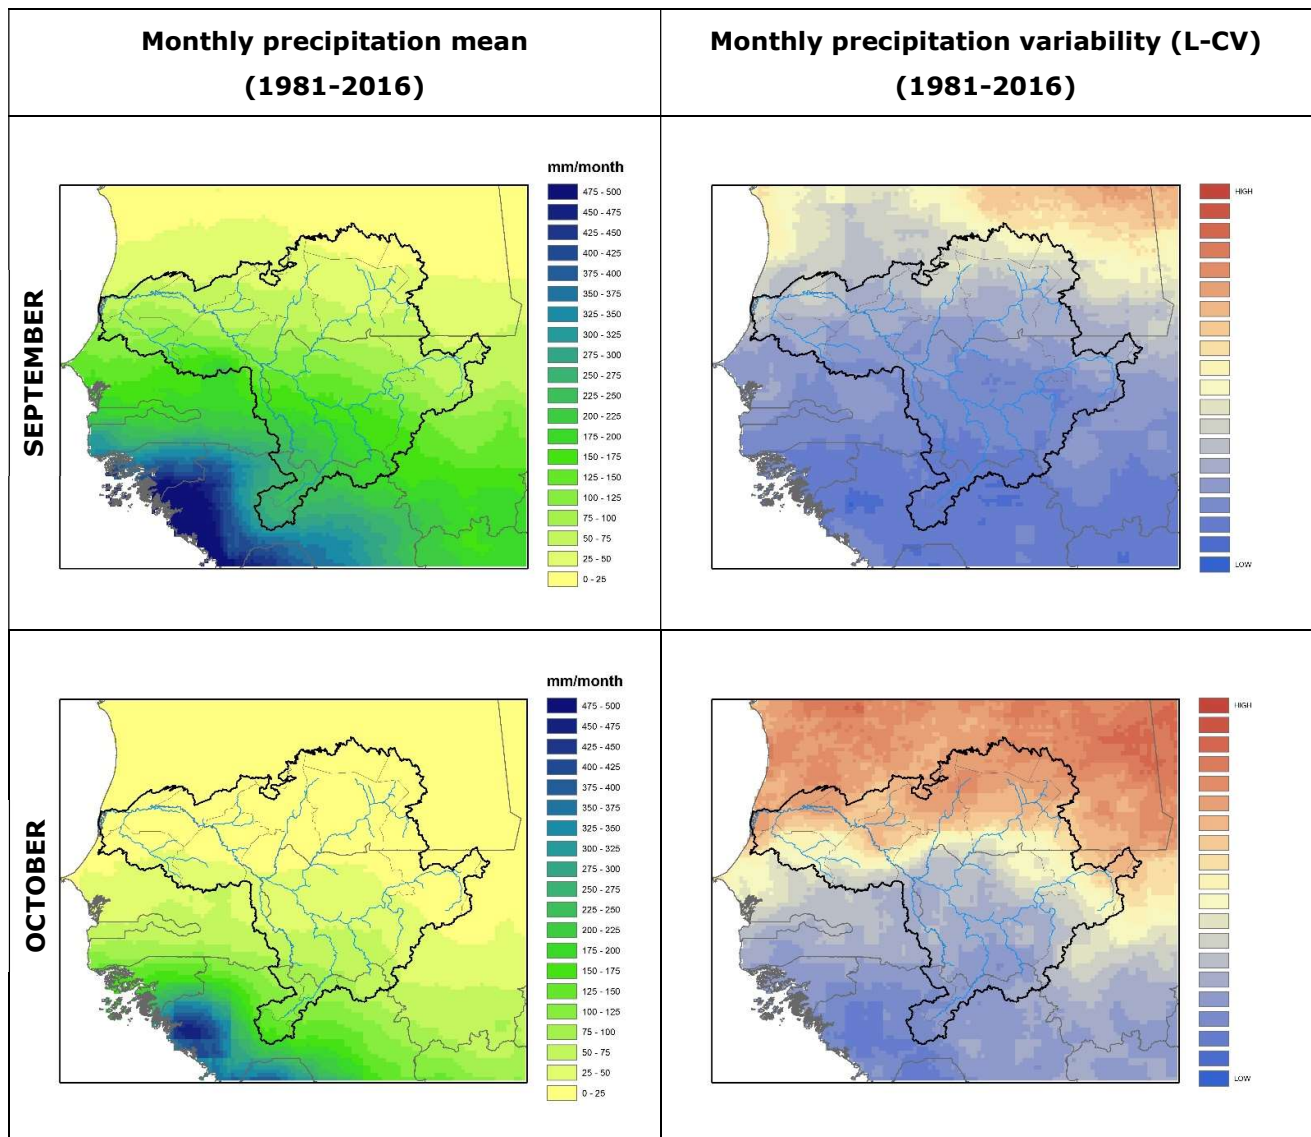 Monthly precipitation mean
(1981-2016)
Monthly precipitation variability (L-CV)
(1981-2016)
SEPTEMBER
mm/month
475 - 500
450 - 475
425 - 450
400 - 425
375 - 400
350 - 375
325 - 350
300 - 325
275 - 300
250 - 275
225 - 250
200 - 225
175 - 200
150 - 175
125 - 150
100 - 125
75 - 100
50 - 75
25 - 50
0 - 25
HIGH
LOW
OCTOBER
mm/month
475 - 500
450 - 475
425 - 450
400 - 425
375 - 400
350 - 375
325 - 350
300 - 325
275 - 300
250 - 275
225 - 250
200 - 225
175 - 200
150 - 175
125 - 150
100 - 125
75 - 100
50 - 75
25 - 50
0 - 25
HIGH
LOW